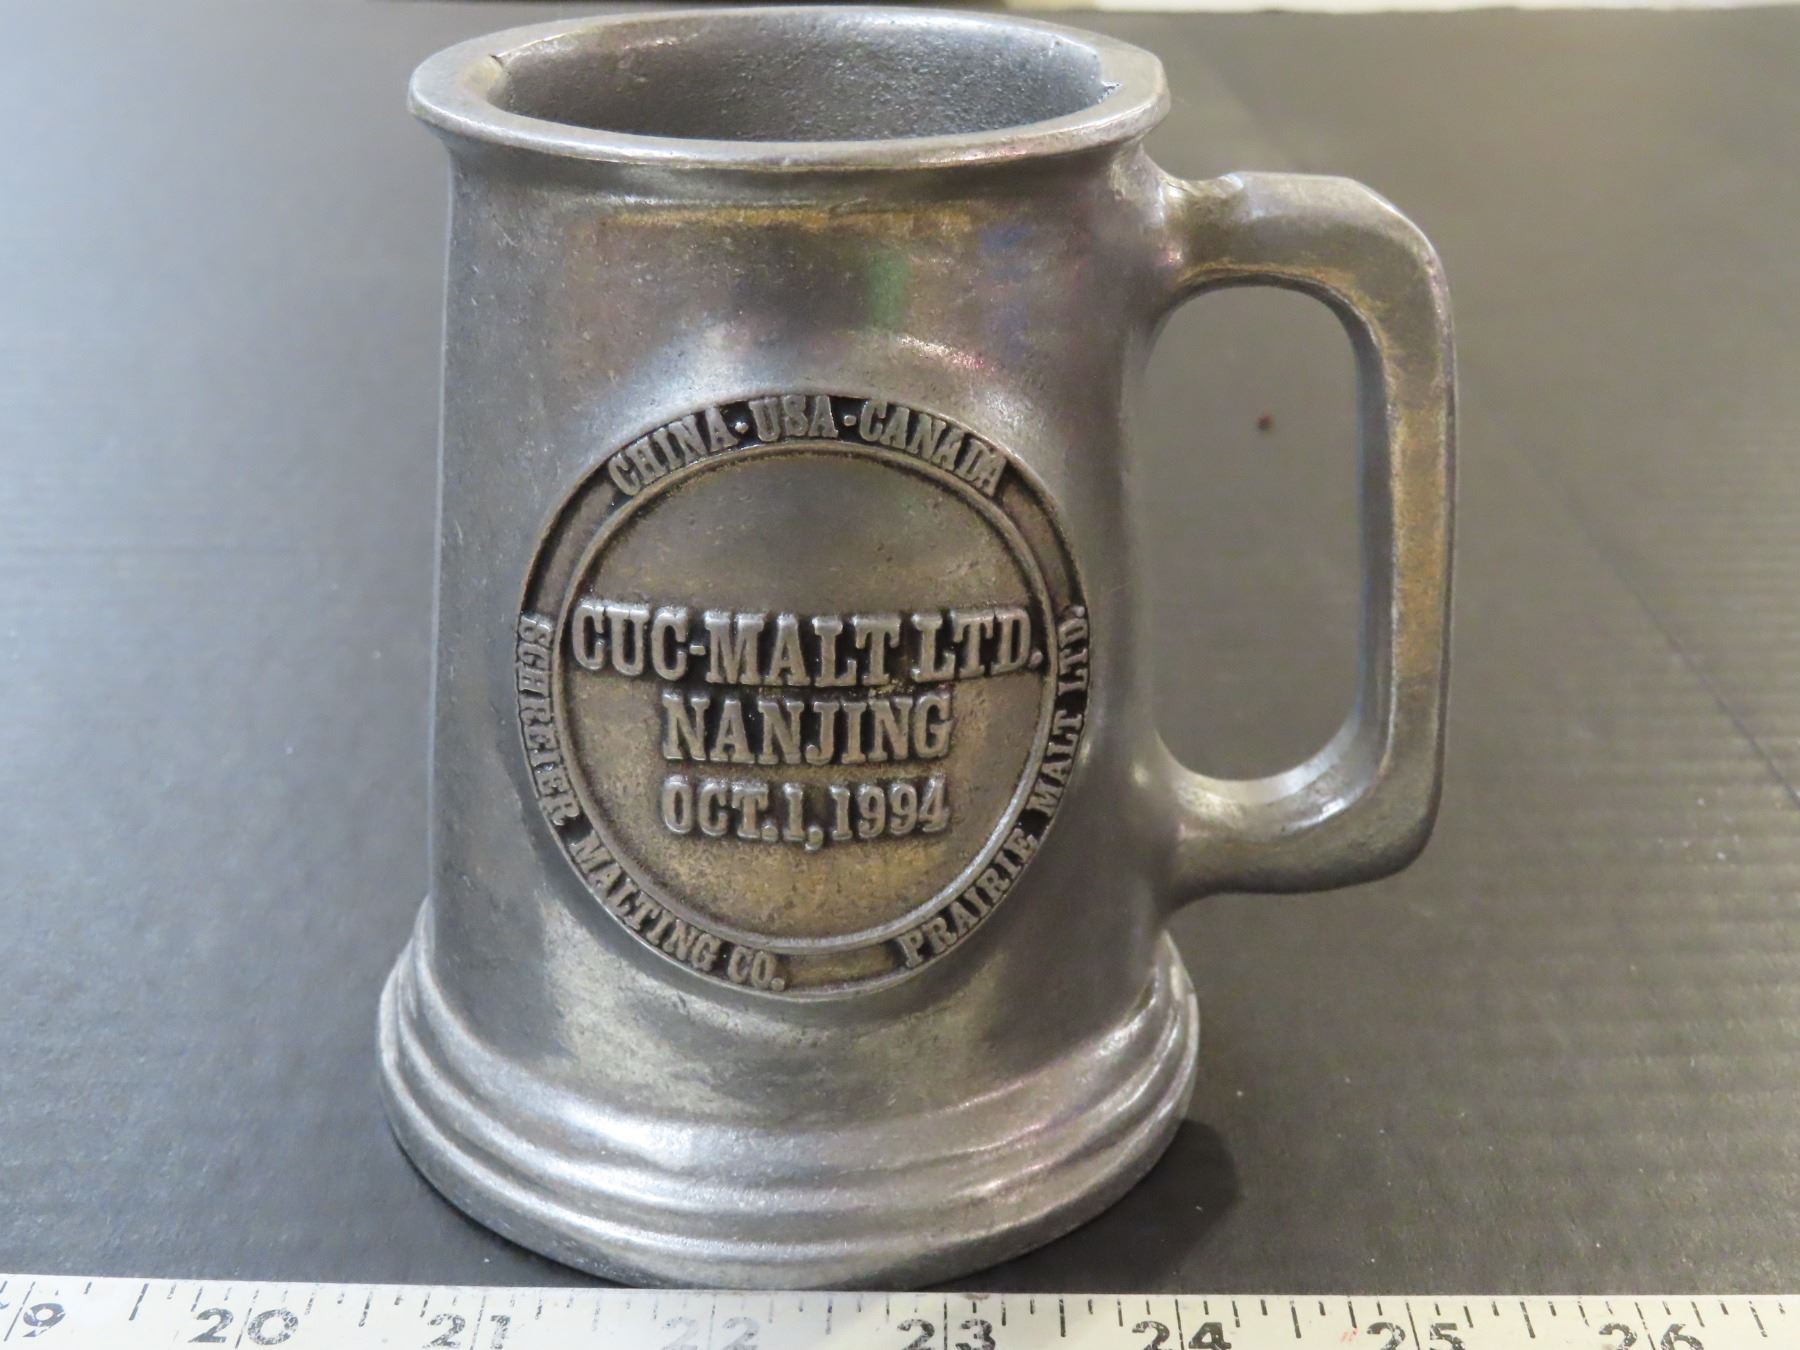 CHINA·USA·CANADA
CUC-MALT LTD.
NANJING
OCT.1,1994
SCHREIER MALTING CO.
PRAIRIE MALT LTD.
9 20 21 22 23 24 25 26